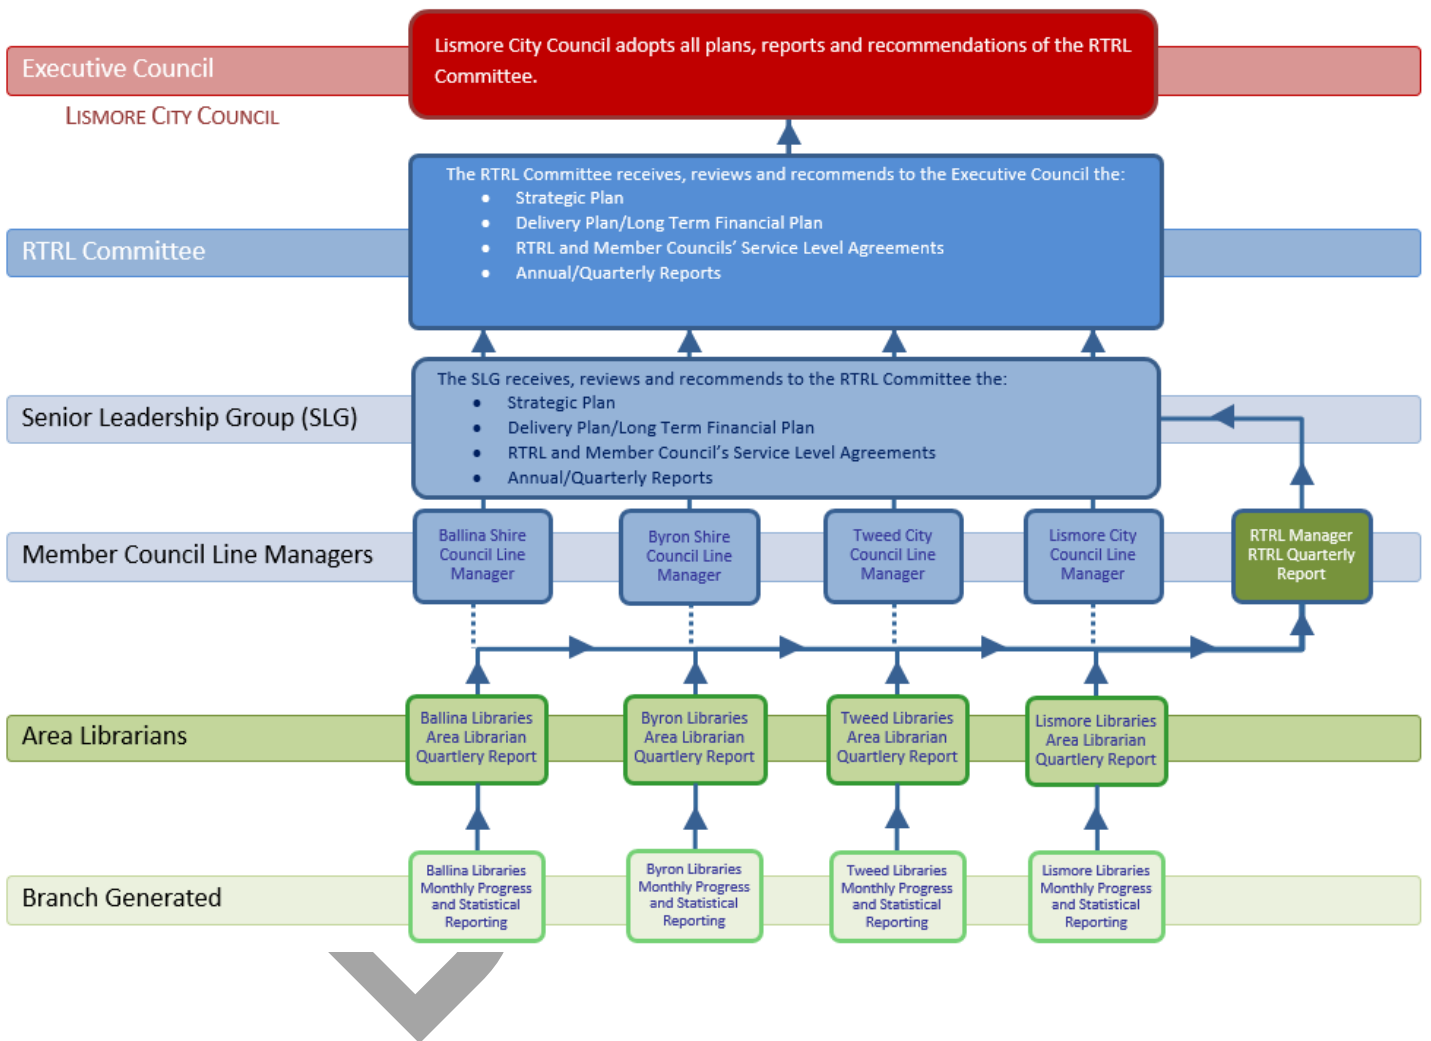 Executive Council
LISMORE CITY COUNCIL
Lismore City Council adopts all plans, reports and recommendations of the RTRL
Committee.
RTRL Committee
The RTRL Committee receives, reviews and recommends to the Executive Council the:
● Strategic Plan
● Delivery Plan/Long Term Financial Plan
● RTRL and Member Councils’ Service Level Agreements
● Annual/Quarterly Reports
Senior Leadership Group (SLG)
The SLG receives, reviews and recommends to the RTRL Committee the:
● Strategic Plan
● Delivery Plan/Long Term Financial Plan
● RTRL and Member Council’s Service Level Agreements
● Annual/Quarterly Reports
Member Council Line Managers
Ballina Shire
Council Line
Manager
Byron Shire
Council Line
Manager
Tweed City
Council Line
Manager
Lismore City
Council Line
Manager
RTRL Manager
RTRL Quarterly
Report
Area Librarians
Ballina Libraries
Area Librarian
Quartlery Report
Byron Libraries
Area Librarian
Quartlery Report
Tweed Libraries
Area Librarian
Quartlery Report
Lismore Libraries
Area Librarian
Quartlery Report
Branch Generated
Ballina Libraries
Monthly Progress
and Statistical
Reporting
Byron Libraries
Monthly Progress
and Statistical
Reporting
Tweed Libraries
Monthly Progress
and Statistical
Reporting
Lismore Libraries
Monthly Progress
and Statistical
Reporting